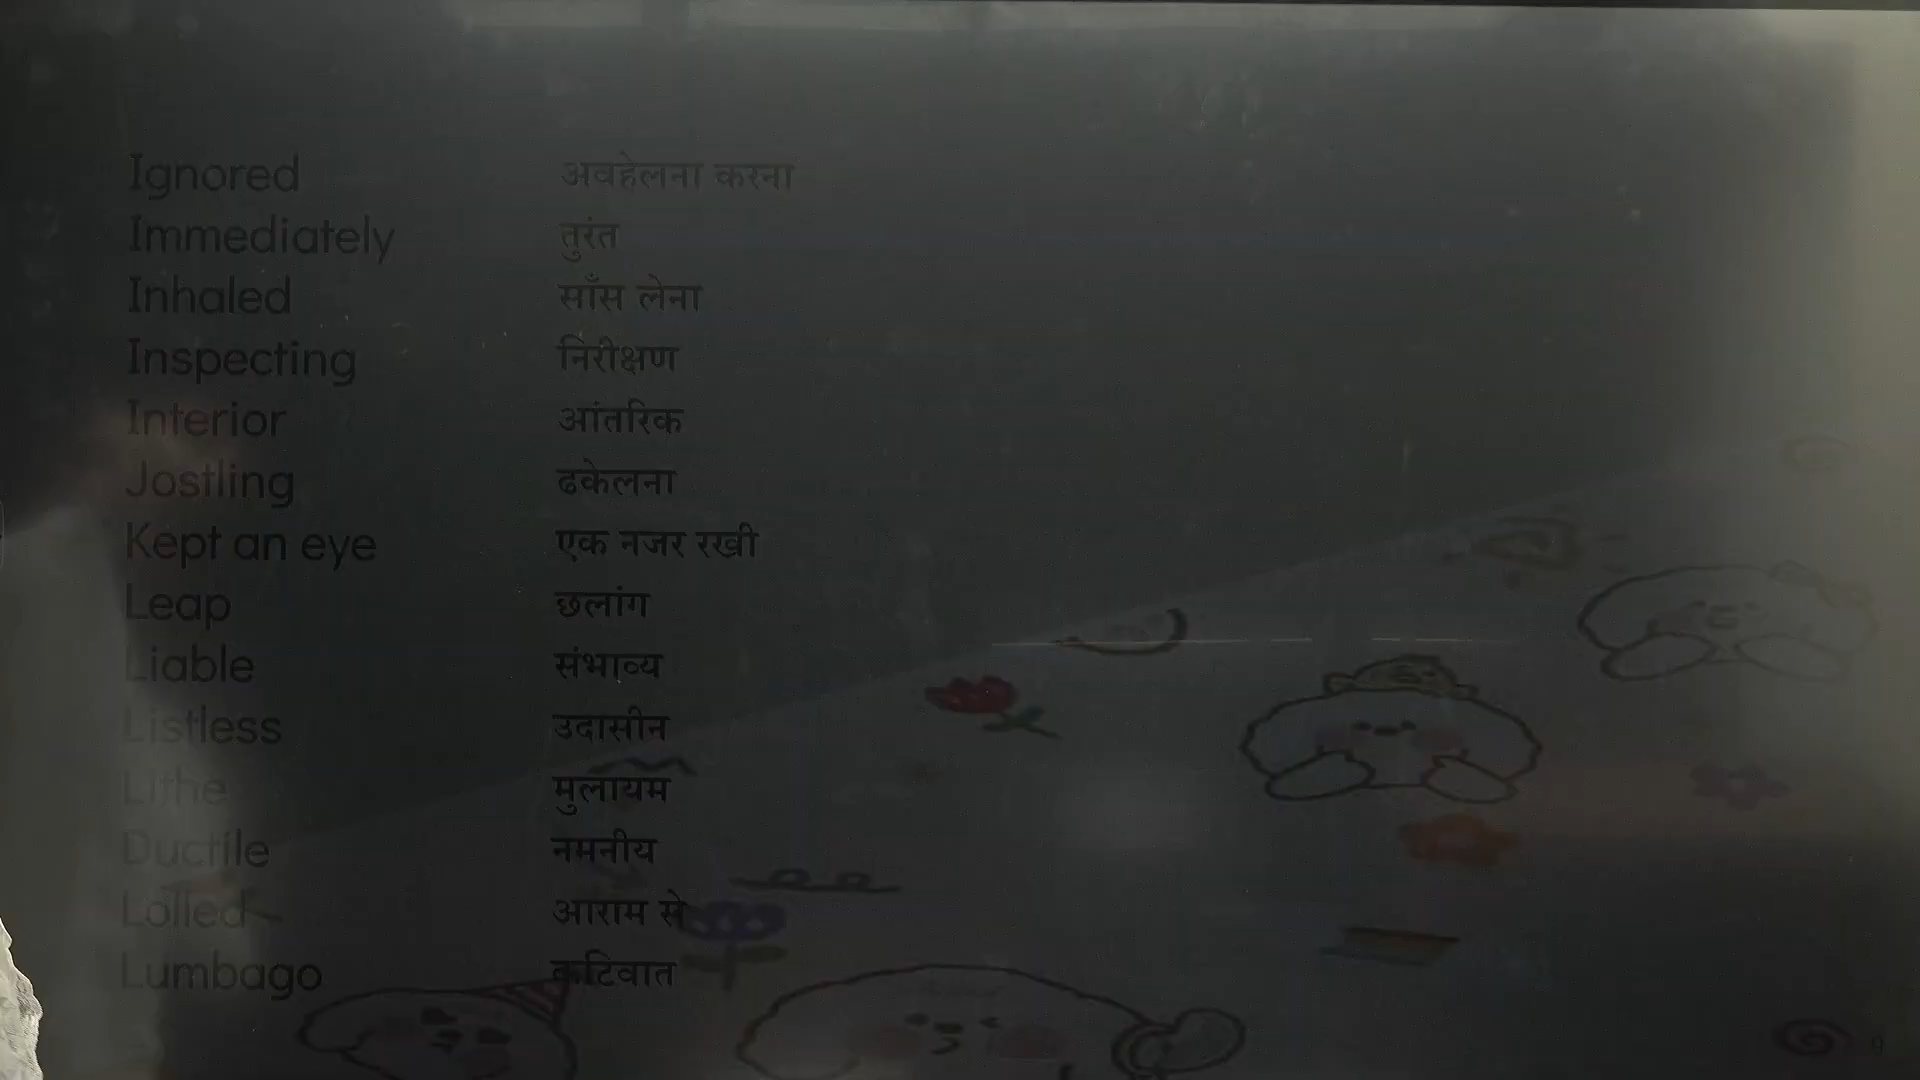 Ignored अवहेलना करना
Immediately तुरंत
Inhaled साँस लेना
Inspecting निरीक्षण
Interior आंतरिक
Jostling ढकेलना
Kept an eye एक नजर रखी
Leap छलांग
Liable संभाव्य
Listless उदासीन
Lithe मुलायम
Ductile नमनीय
Lolled आराम से
Lumbago कटिवात
9